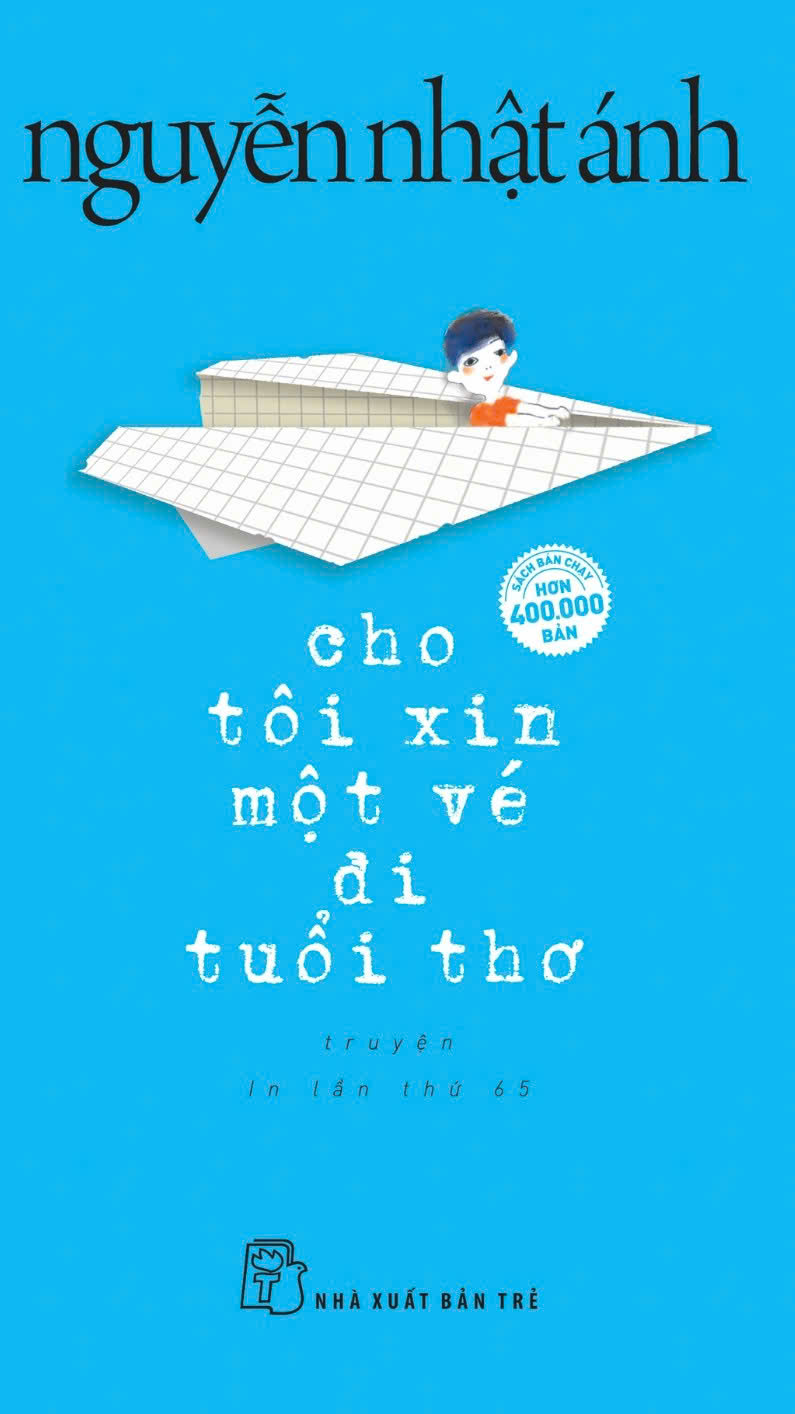 nguyễn nhật ánh
SÁCH BÁN CHẠY
HƠN
400.000
BẢN
cho
tôi xin
một vé
đi
tuổi thơ
truyện
In lần thứ 65
T
NHÀ XUẤT BẢN TRẺ